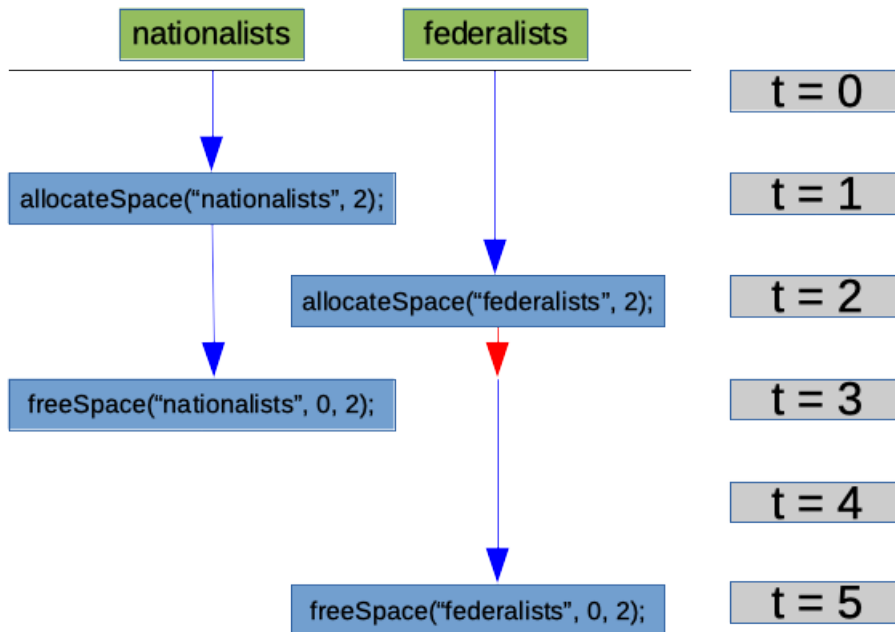 nationalists
federalists
t = 0
allocateSpace(“nationalists”, 2);
t = 1
allocateSpace(“federalists”, 2);
t = 2
freeSpace(“nationalists”, 0, 2);
t = 3
t = 4
freeSpace(“federalists”, 0, 2);
t = 5